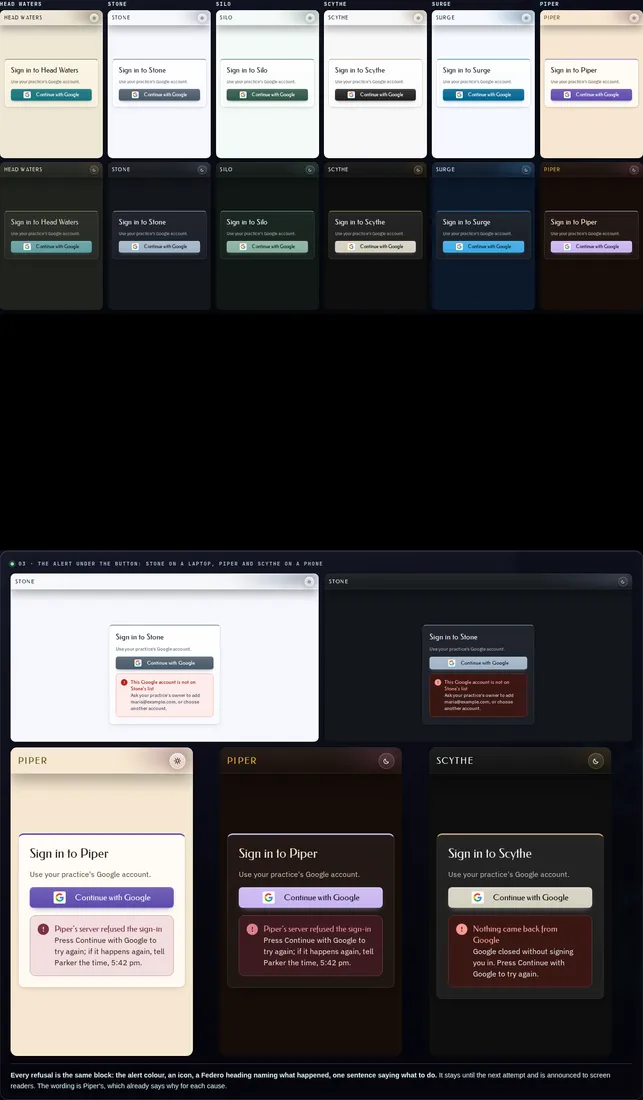 HEAD WATERS
STONE
SILO
SCYTHE
SURGE
PIPER
HEAD WATERS
STONE
SILO
SCYTHE
SURGE
PIPER
Sign in to Head Waters
Use your practice's Google account.
Continue with Google
Sign in to Stone
Use your practice's Google account.
Continue with Google
Sign in to Silo
Use your practice's Google account.
Continue with Google
Sign in to Scythe
Use your practice's Google account.
Continue with Google
Sign in to Surge
Use your practice's Google account.
Continue with Google
Sign in to Piper
Use your practice's Google account.
Continue with Google
HEAD WATERS
STONE
SILO
SCYTHE
SURGE
PIPER
Sign in to Head Waters
Use your practice's Google account.
Continue with Google
Sign in to Stone
Use your practice's Google account.
Continue with Google
Sign in to Silo
Use your practice's Google account.
Continue with Google
Sign in to Scythe
Use your practice's Google account.
Continue with Google
Sign in to Surge
Use your practice's Google account.
Continue with Google
Sign in to Piper
Use your practice's Google account.
Continue with Google
03 - THE ALERT UNDER THE BUTTON: STONE ON A LAPTOP, PIPER AND SCYTHE ON A PHONE
STONE
Sign in to Stone
Use your practice's Google account.
Continue with Google
This Google account is not on
Stone's list
Ask your practice's owner to add
maria@example.com, or choose
another account.
STONE
Sign in to Stone
Use your practice's Google account.
Continue with Google
This Google account is not on
Stone's list
Ask your practice's owner to add
maria@example.com, or choose
another account.
PIPER
Sign in to Piper
Use your practice's Google account.
Continue with Google
Piper's server refused the sign-in
Press Continue with Google to
try again; if it happens again, tell
Parker the time, 5:42 pm.
PIPER
Sign in to Piper
Use your practice's Google account.
Continue with Google
Piper's server refused the sign-in
Press Continue with Google to
try again; if it happens again, tell
Parker the time, 5:42 pm.
SCYTHE
Sign in to Scythe
Use your practice's Google account.
Continue with Google
Nothing came back from
Google
Google closed without signing
you in. Press Continue with
Google to try again.
Every refusal is the same block: the alert colour, an icon, a Federo heading naming what happened, one sentence saying what to do. It stays until the next attempt and is announced to screen
readers. The wording is Piper's, which already says why for each cause.